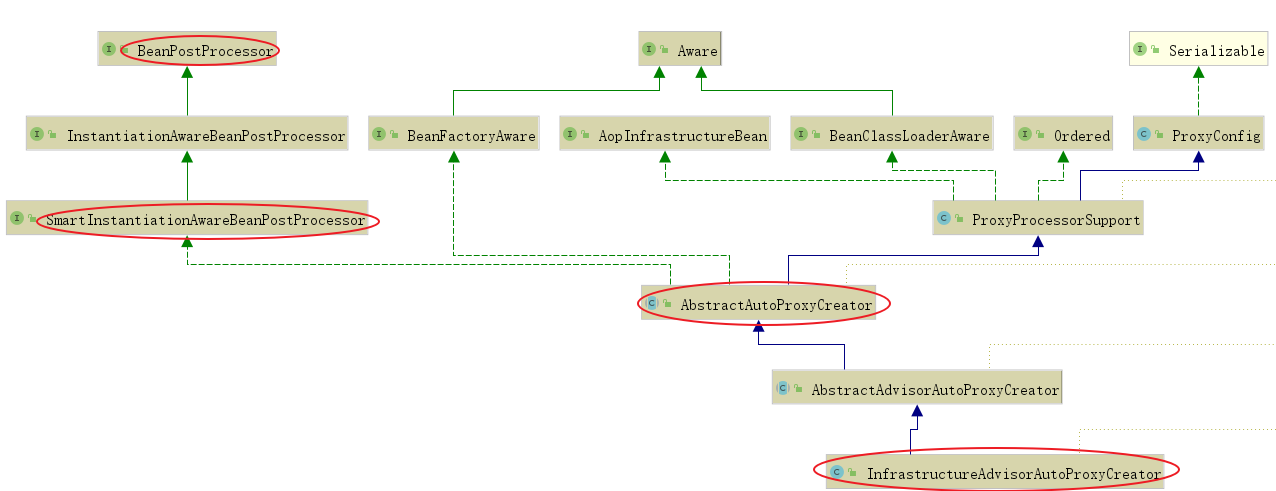 BeanPostProcessor
Aware
Serializable
InstantiationAwareBeanPostProcessor
BeanFactoryAware
AopInfrastructureBean
BeanClassLoaderAware
Ordered
ProxyConfig
SmartInstantiationAwareBeanPostProcessor
ProxyProcessorSupport
AbstractAutoProxyCreator
AbstractAdvisorAutoProxyCreator
InfrastructureAdvisorAutoProxyCreator